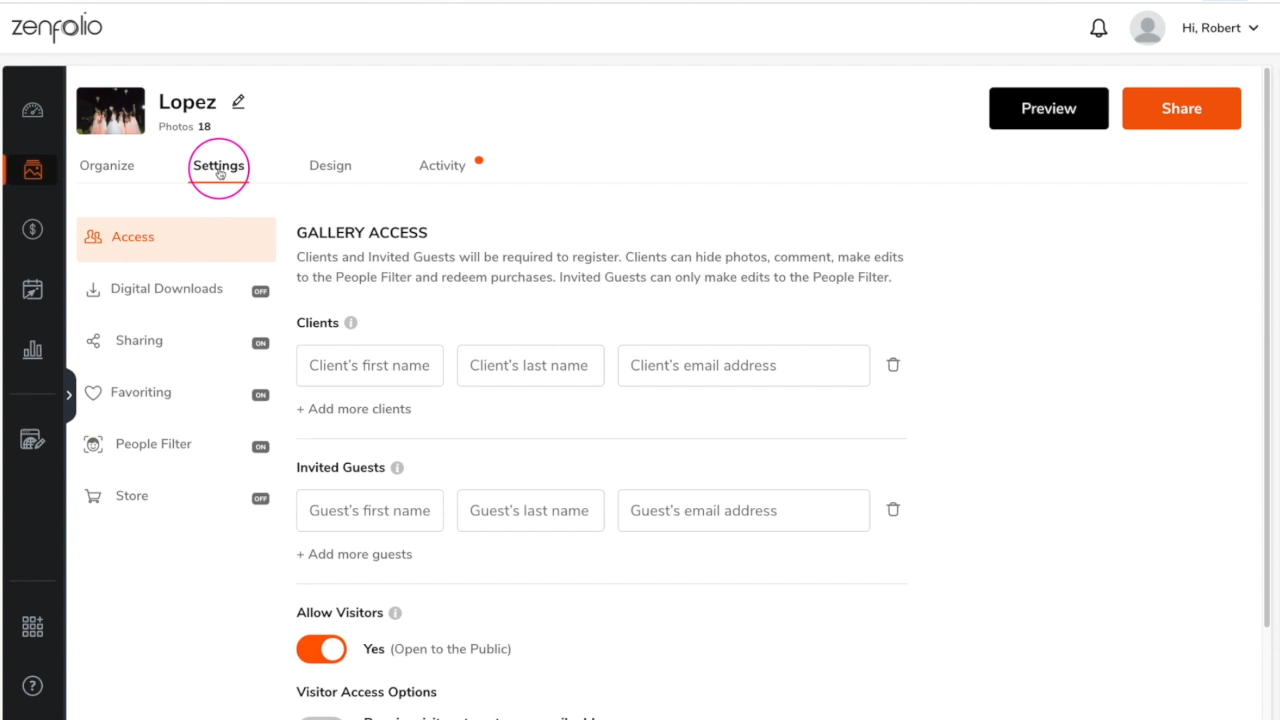 zenfolio
Hi, Robert
Lopez
Photos 18
Preview
Share
Organize
Settings
Design
Activity
Access
Digital Downloads
OFF
Sharing
ON
Favoriting
ON
People Filter
ON
Store
OFF
GALLERY ACCESS
Clients and Invited Guests will be required to register. Clients can hide photos, comment, make edits
to the People Filter and redeem purchases. Invited Guests can only make edits to the People Filter.
Clients
Client's first name
Client's last name
Client's email address
+ Add more clients
Invited Guests
Guest's first name
Guest's last name
Guest's email address
+ Add more guests
Allow Visitors
Yes (Open to the Public)
Visitor Access Options